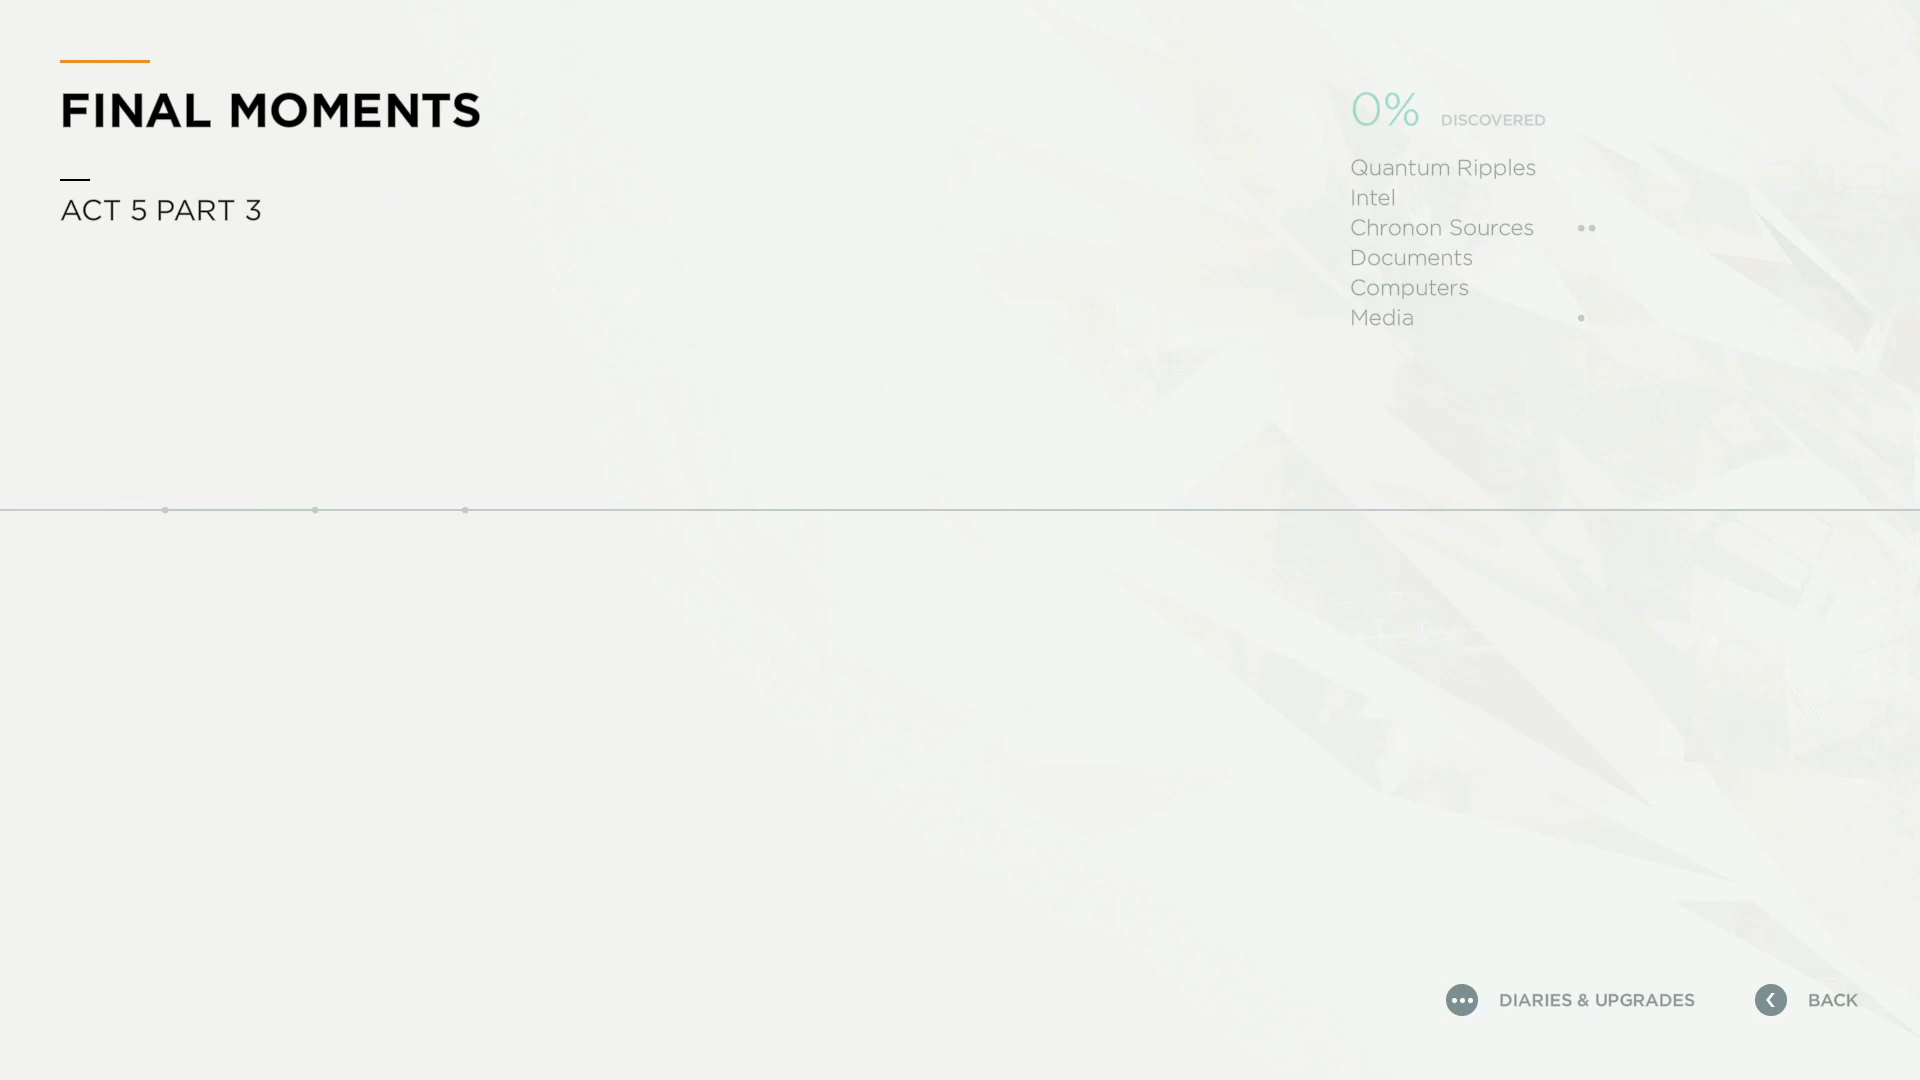 FINAL MOMENTS
ACT 5 PART 3
0% DISCOVERED
Quantum Ripples
Intel
Chronon Sources
Documents
Computers
Media
DIARIES & UPGRADES
BACK